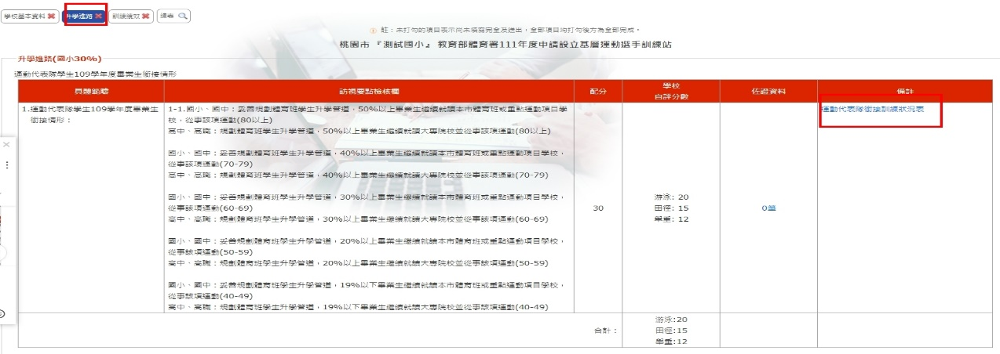 學校基本資料
升學進路
訓練績效
總表
註：未打勾的項目表示尚未填寫完全及送出，全部項目均打勾後方為全部完成。
桃園市『測試國小』教育部體育署111年度申請設立基層運動選手訓練站
升學進路(國小30%)
運動代表隊學生109學年度畢業生銜接情形
具體範疇
訪視要點檢核欄
配分
學校
自評分數
佐證資料
備註
1.運動代表隊學生109學年度畢業生
銜接情形：
1-1.國小、國中：妥善規劃體育班學生升學管道，50%以上畢業生繼續就讀本市體育班或重點運動項目學
校，從事該項運動(80以上)
高中、高職：規劃體育班學生升學管道，50%以上畢業生繼續就讀大專院校並從事該項運動(80以上)
國小、國中：妥善規劃體育班學生升學管道，40%以上畢業生繼續就讀本市體育班或重點運動項目學校，
從事該項運動(70-79)
高中、高職：規劃體育班學生升學管道，40%以上畢業生繼續就讀大專院校並從事該項運動(70-79)
國小、國中：妥善規劃體育班學生升學管道，30%以上畢業生繼續就讀本市體育班或重點運動項目學校，
從事該項運動(60-69)
高中、高職：規劃體育班學生升學管道，30%以上畢業生繼續就讀大專院校並從事該項運動(60-69)
國小、國中：妥善規劃體育班學生升學管道，20%以上畢業生繼續就讀本市體育班或重點運動項目學校，
從事該項運動(50-59)
高中、高職：規劃體育班學生升學管道，20%以上畢業生繼續就讀大專院校並從事該項運動(50-59)
國小、國中：妥善規劃體育班學生升學管道，19%以下畢業生繼續就讀本市體育班或重點運動項目學校，
從事該項運動(40-49)
高中、高職：規劃體育班學生升學管道，19%以下畢業生繼續就讀大專院校並從事該項運動(40-49)
30
游泳: 20
田徑: 15
舉重: 12
0筆
運動代表隊銜接訓練狀況表
合計：
游泳:20
田徑:15
舉重:12